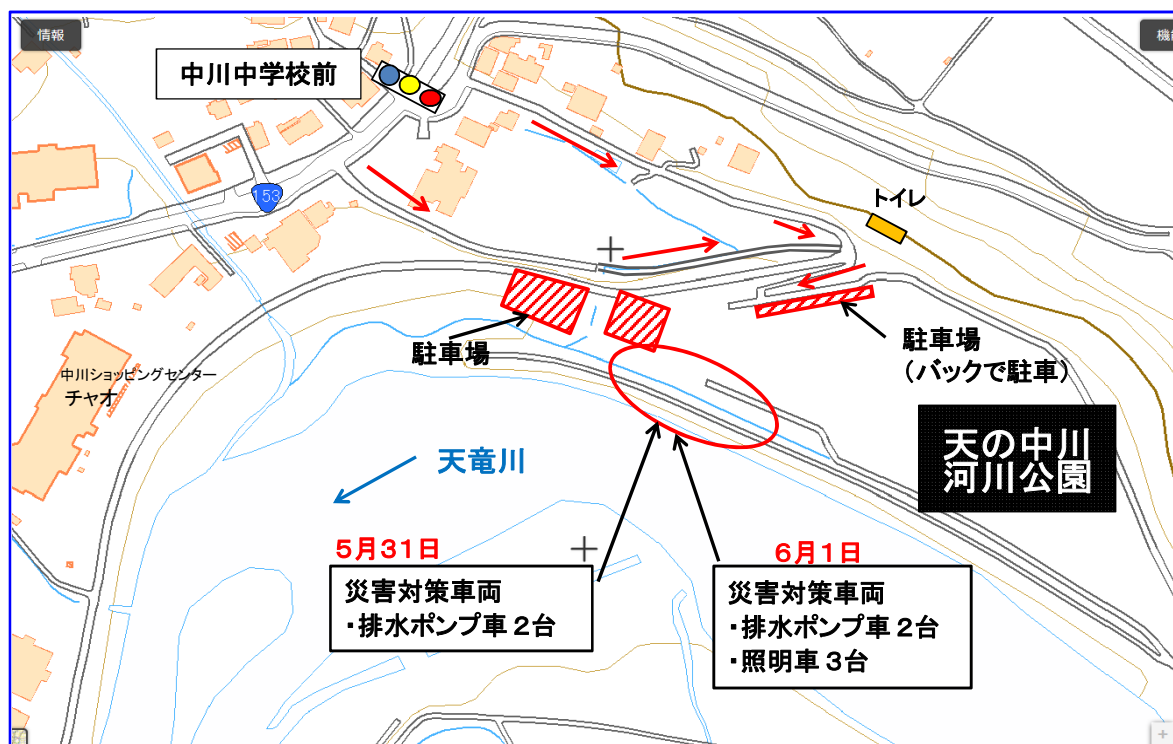 情報
中川中学校前
153
トイレ
駐車場
駐車場
（バックで駐車）
中川ショッピングセンター
チャオ
天の中川
河川公園
天竜川
5月31日
災害対策車両
・排水ポンプ車２台
6月1日
災害対策車両
・排水ポンプ車２台
・照明車３台